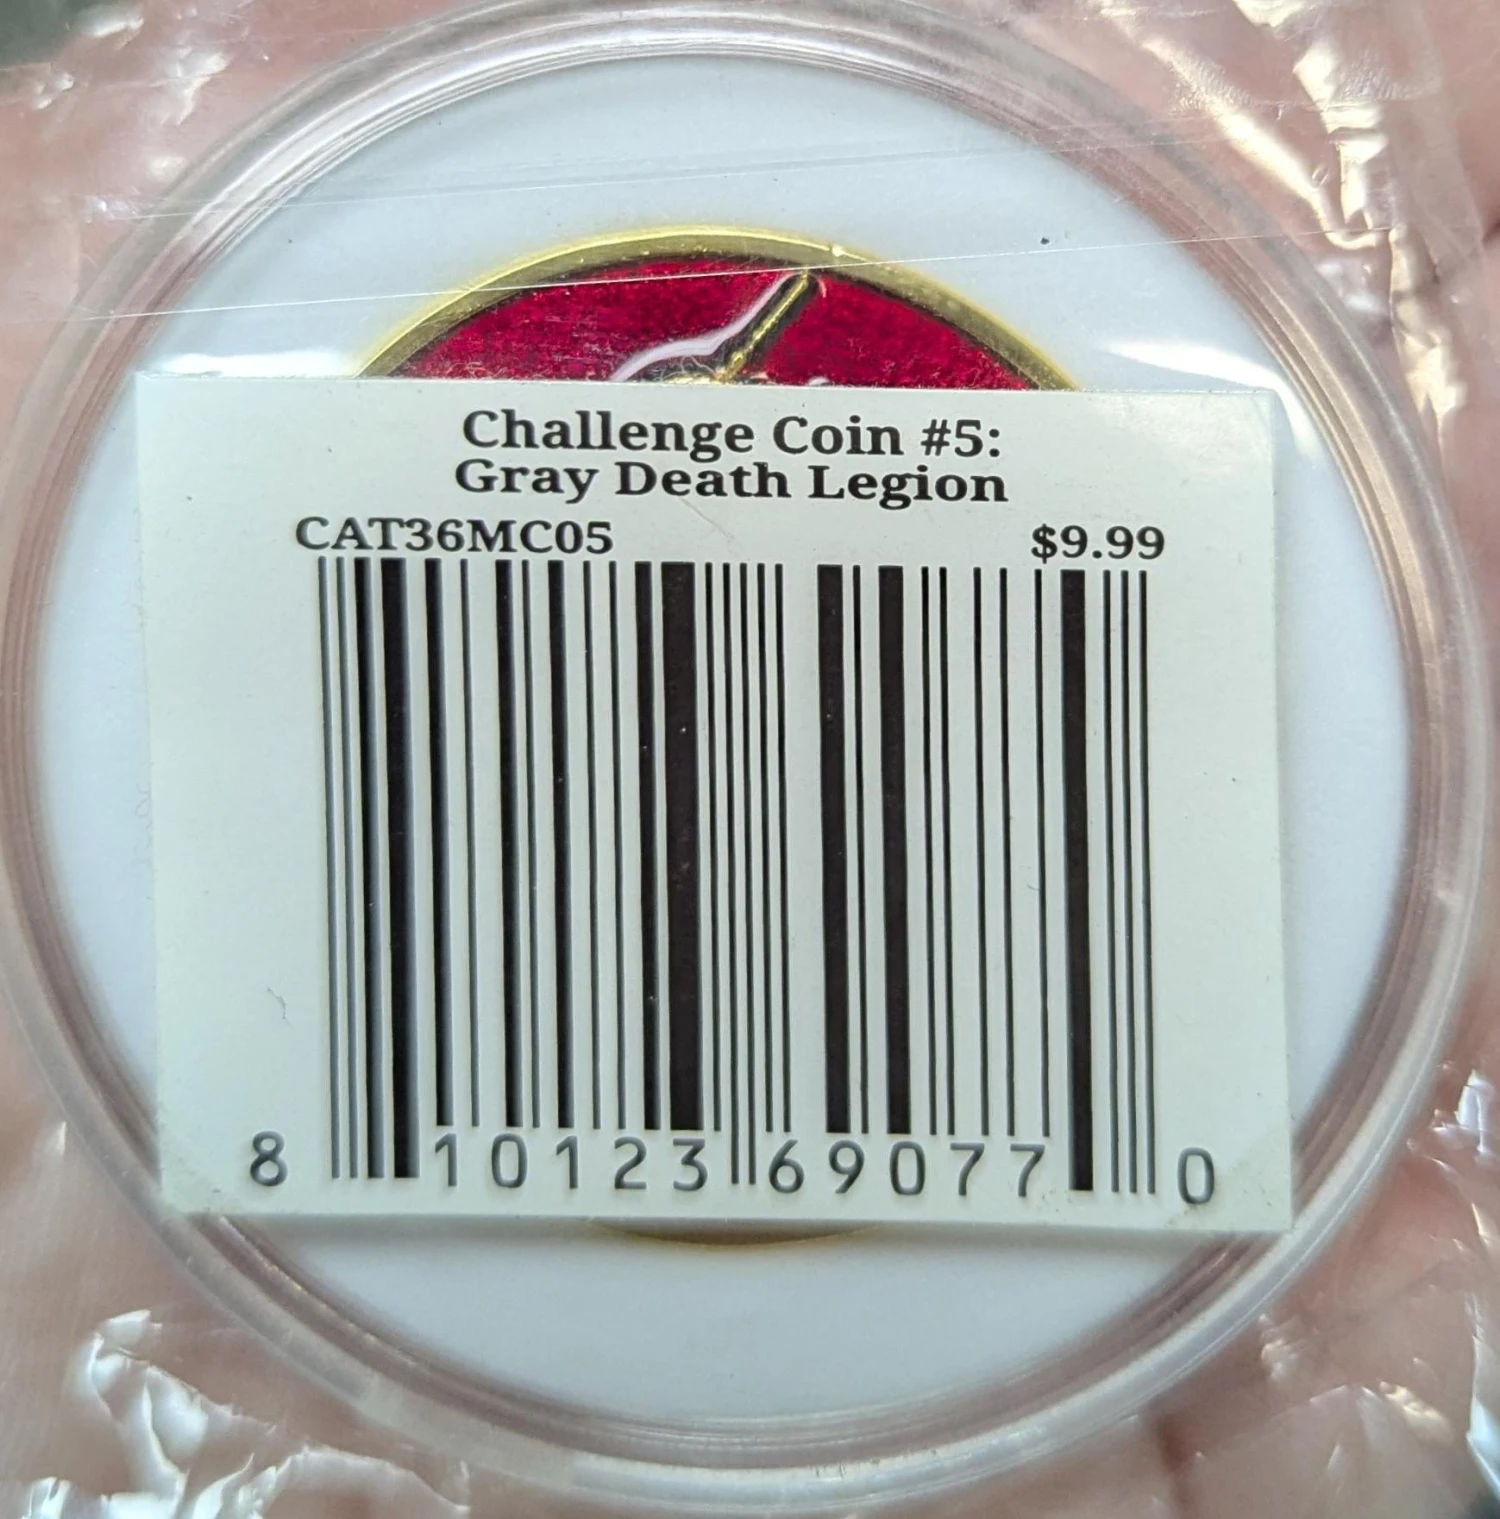 Challenge Coin #5:
Gray Death Legion
CAT36MC05 $9.99
8 10123 69077 0